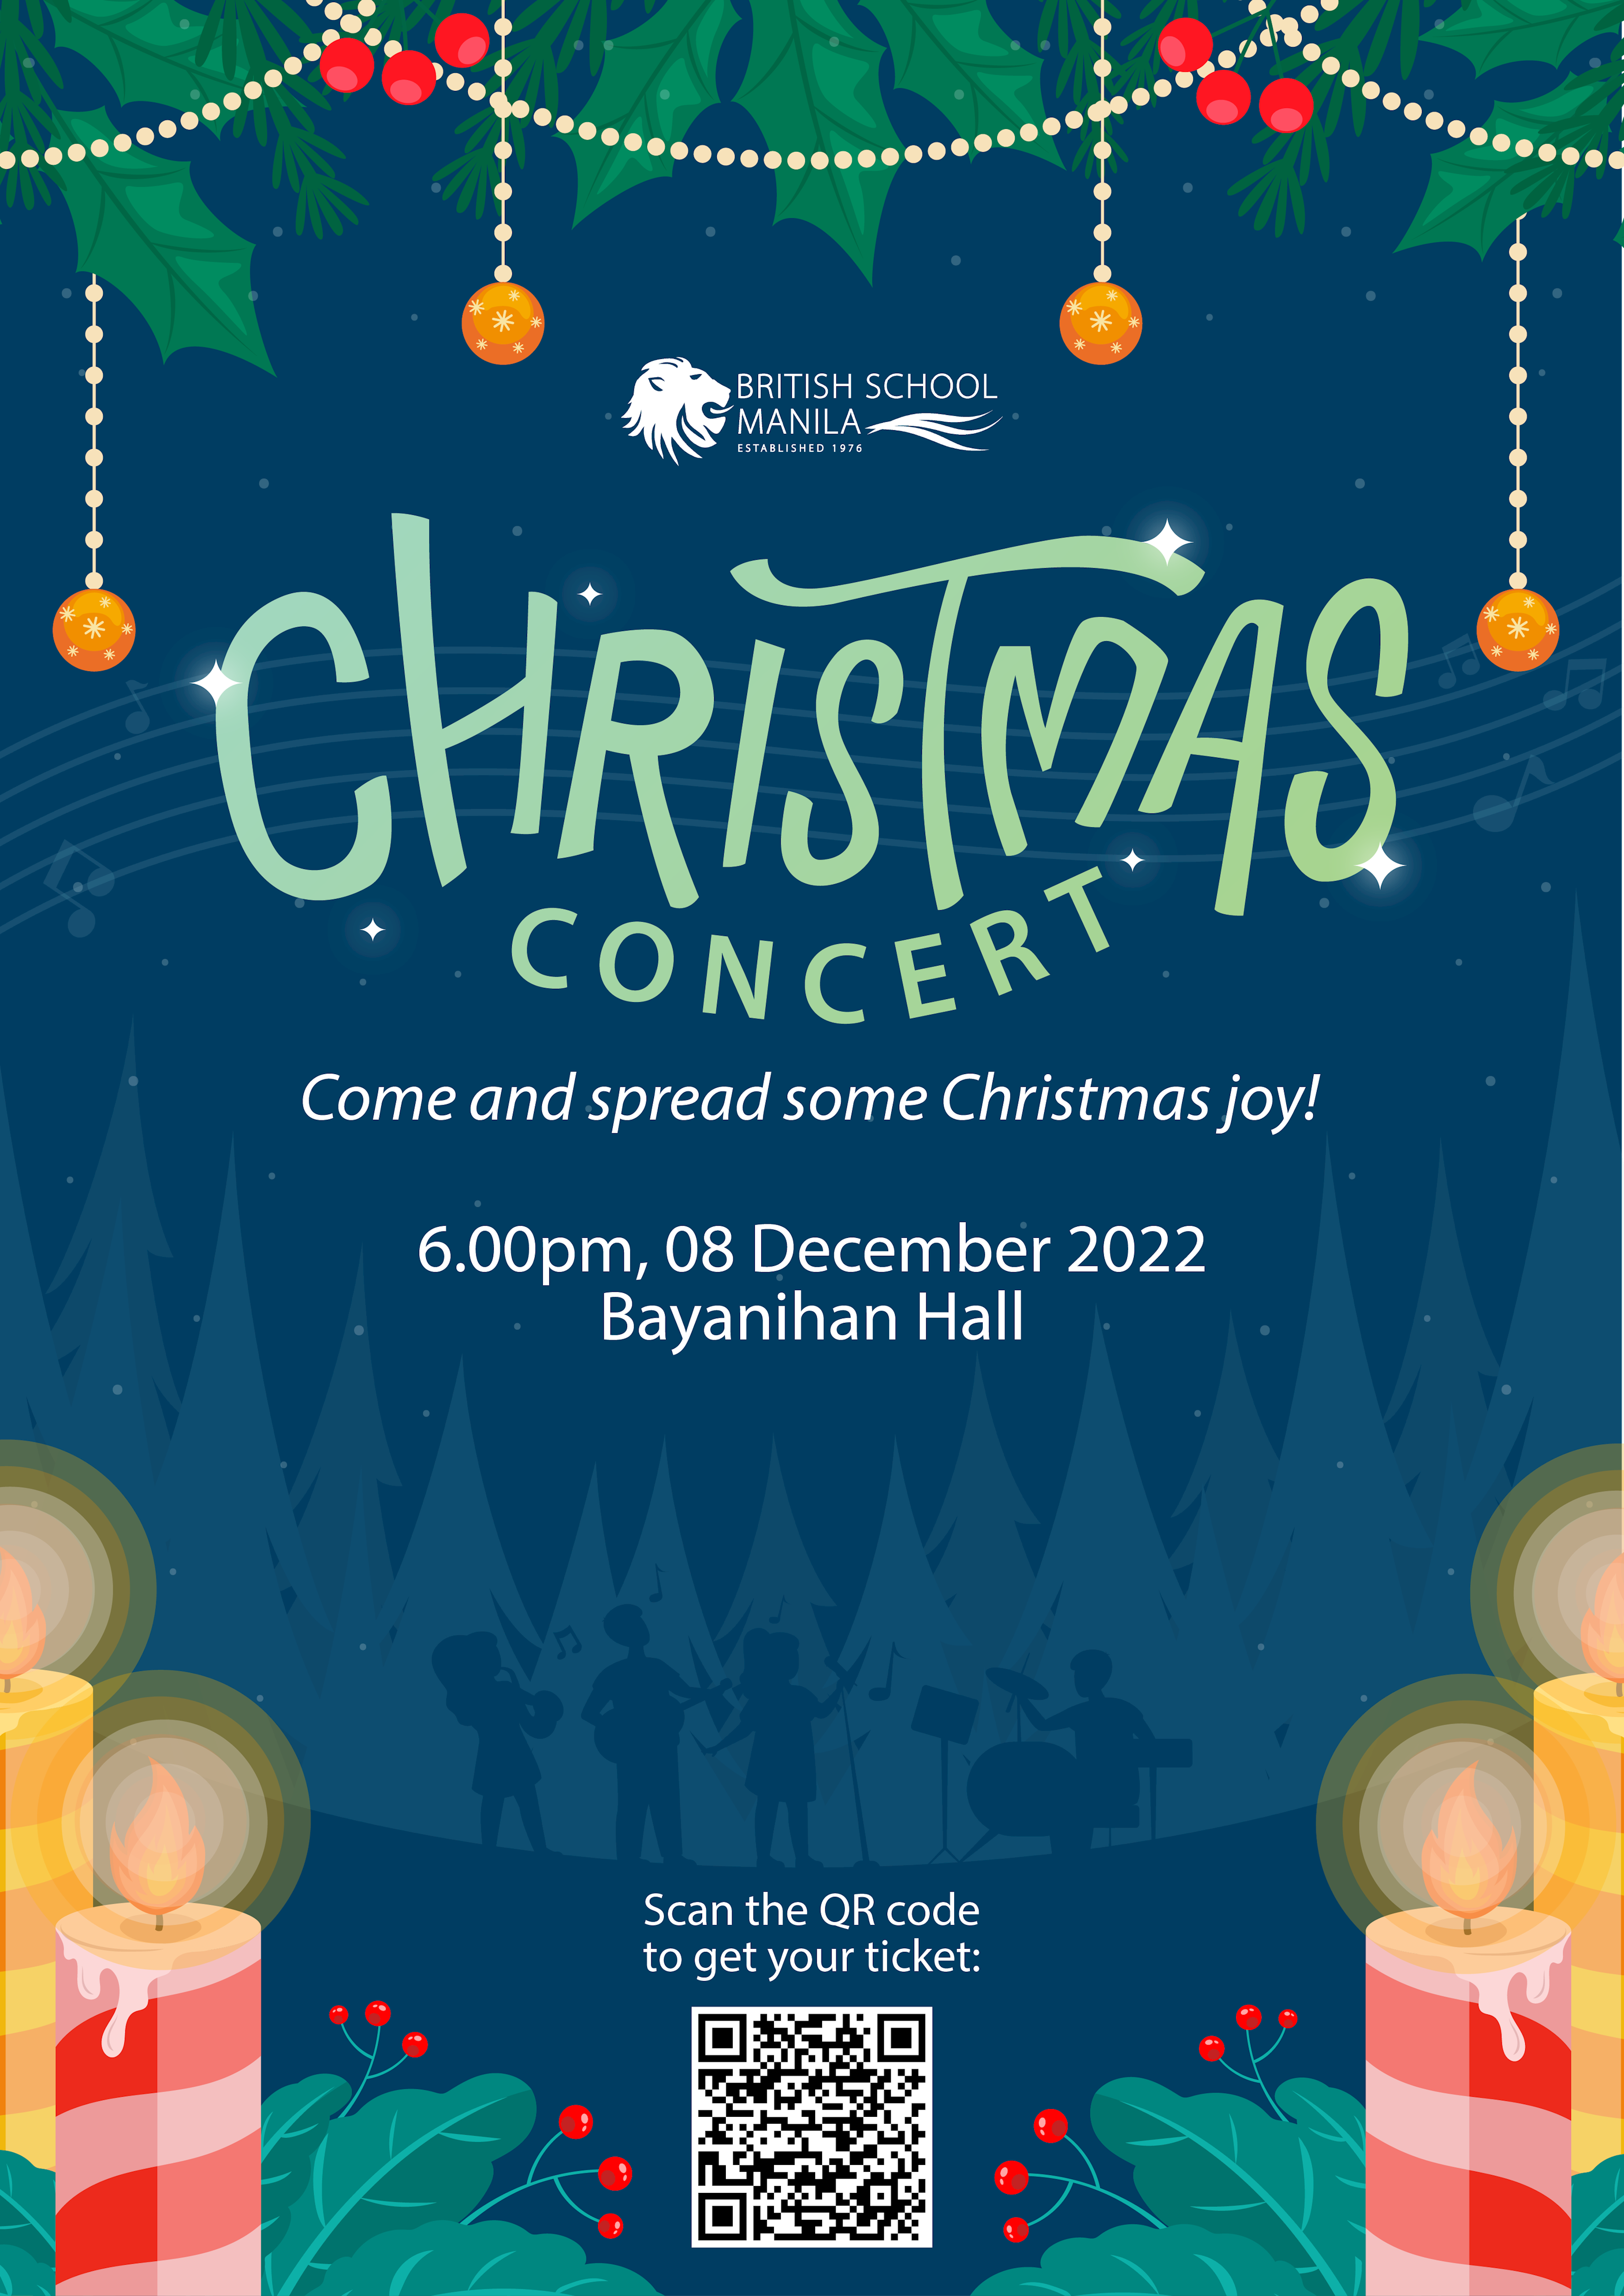 BRITISH SCHOOL
MANILA
ESTABLISHED 1976
CHRISTMAS
CONCERT
Come and spread some Christmas joy!
6.00pm, 08 December 2022
Bayanihan Hall
Scan the QR code
to get your ticket: